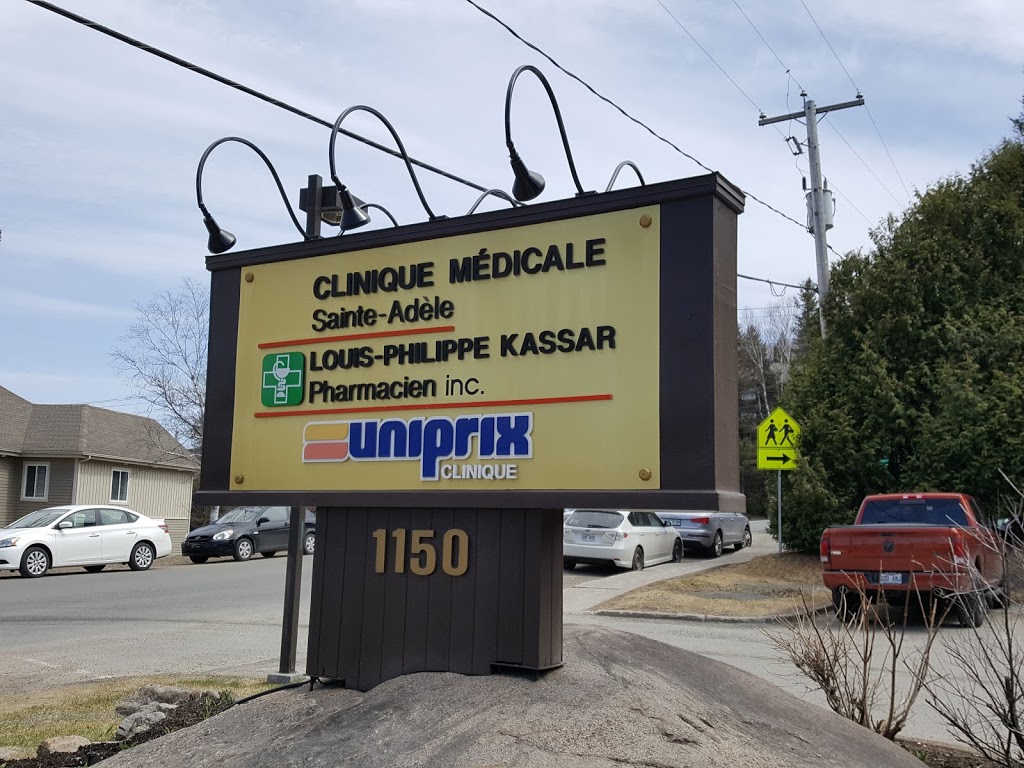 CLINIQUE MÉDICALE
Sainte-Adèle
LOUIS-PHILIPPE KASSAR
Pharmacien inc.
uniprix
CLINIQUE
1150